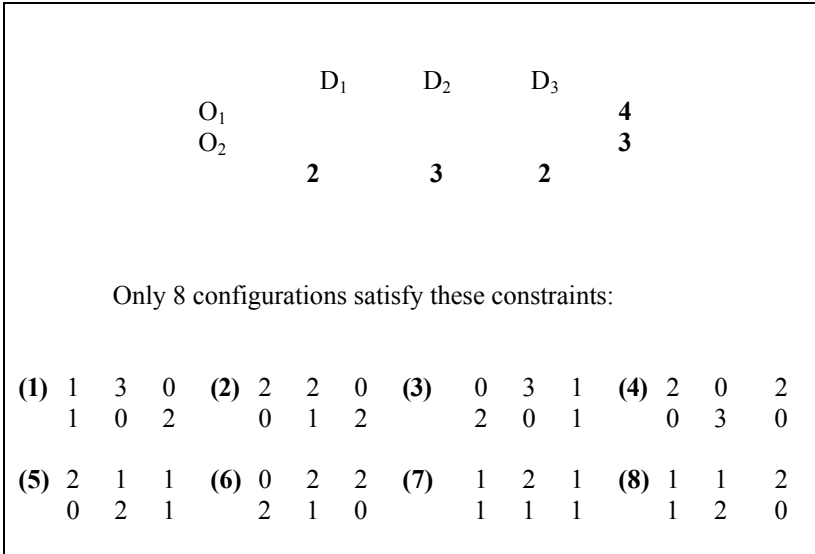 D₁ D₂ D₃
O₁ 4
O₂ 3
2 3 2
Only 8 configurations satisfy these constraints:
(1) 1 3 0 (2) 2 2 0 (3) 0 3 1 (4) 2 0 2
1 0 2 0 1 2 2 0 1 0 3 0
(5) 2 1 1 (6) 0 2 2 (7) 1 2 1 (8) 1 1 2
0 2 1 2 1 0 1 1 1 1 2 0